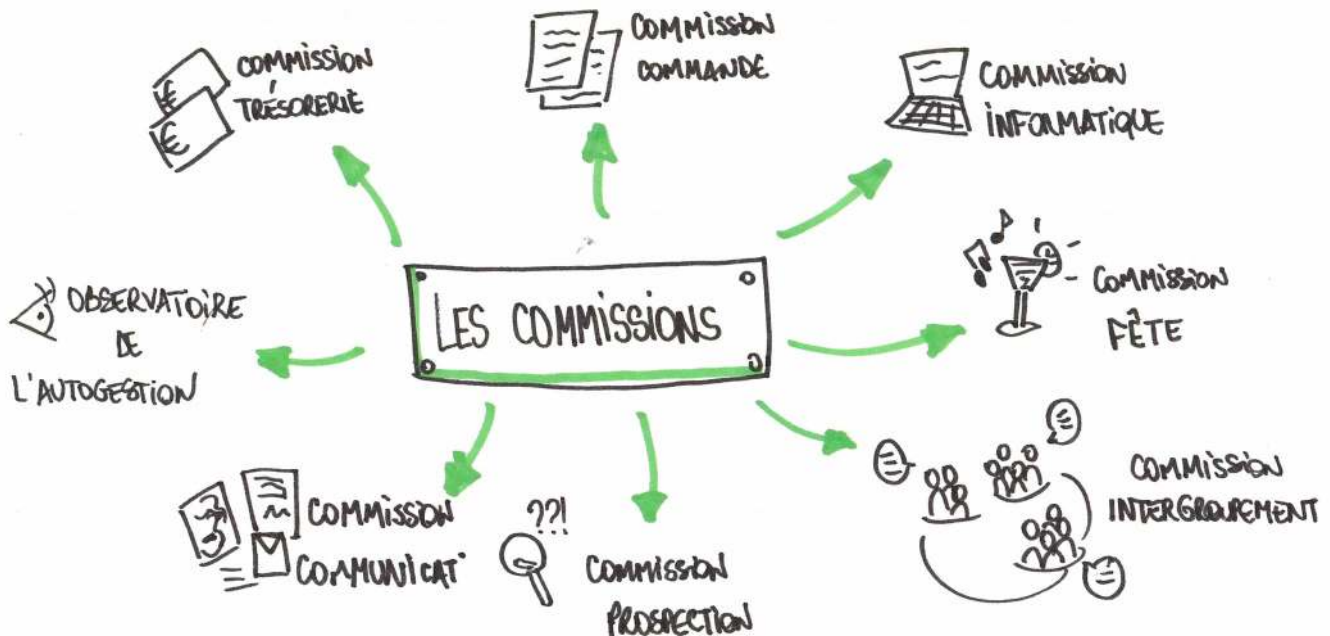 COMMISSION
TRÉSORERIE
€
€
COMMISSION
COMMANDE
COMMISSION
INFORMATIQUE
LES COMMISSIONS
COMMISSION
FÊTE
OBSERVATOIRE
DE
L'AUTOGESTION
COMMISSION
COMMUNICAT'
??!
COMMISSION
PROSPECTION
COMMISSION
INTERGROUPEMENT